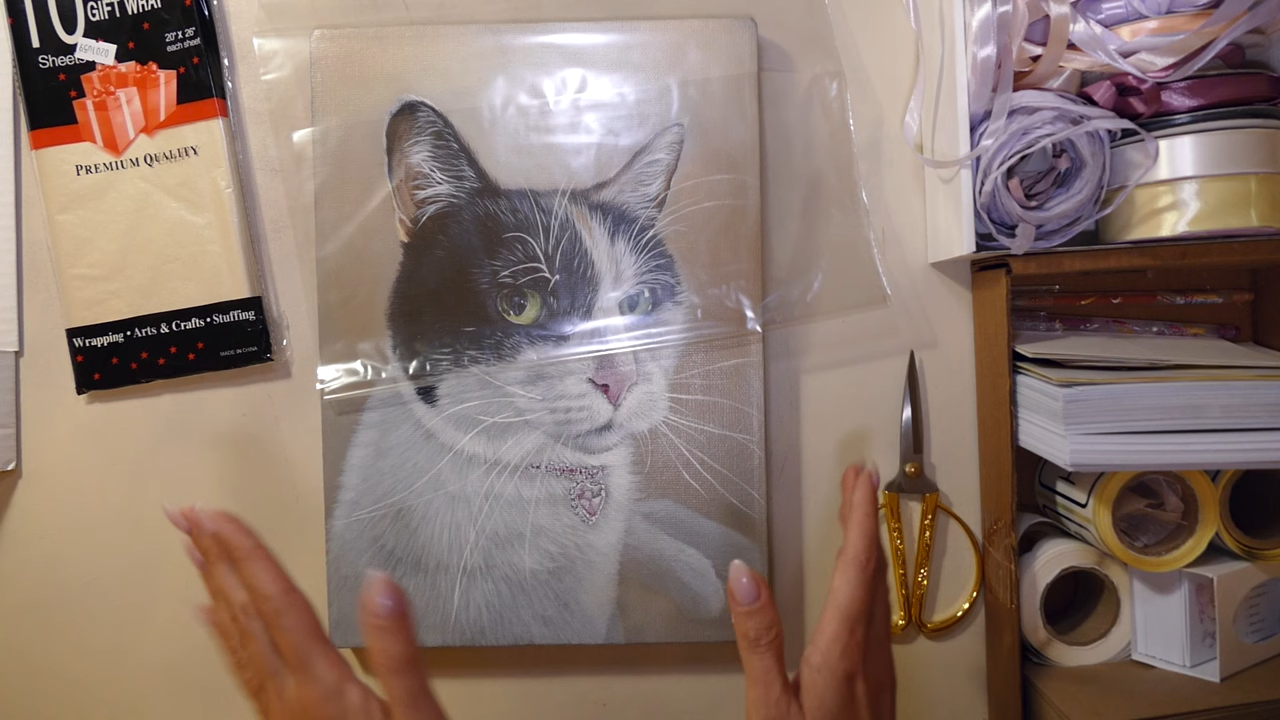 10 GIFT WRAP
Sheets
20" X 26"
each sheet
PREMIUM QUALITY
Wrapping • Arts & Crafts • Stuffing
MADE IN CHINA